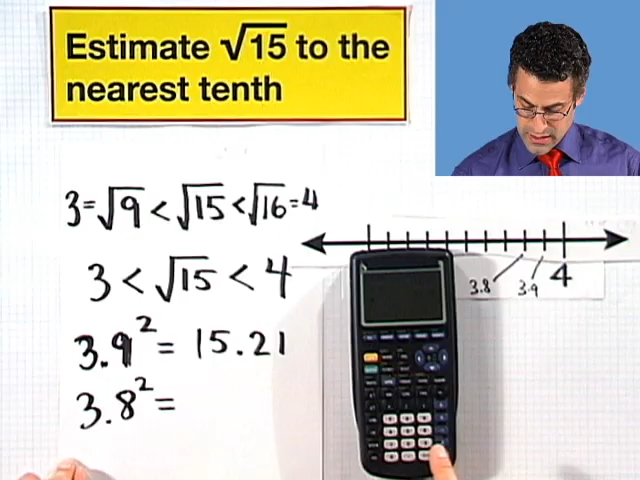 Estimate √15 to the
nearest tenth
3=√9 < √15 < √16=4
3 < √15 < 4
3.9² = 15.21
3.8² =
3.8 3.9 4